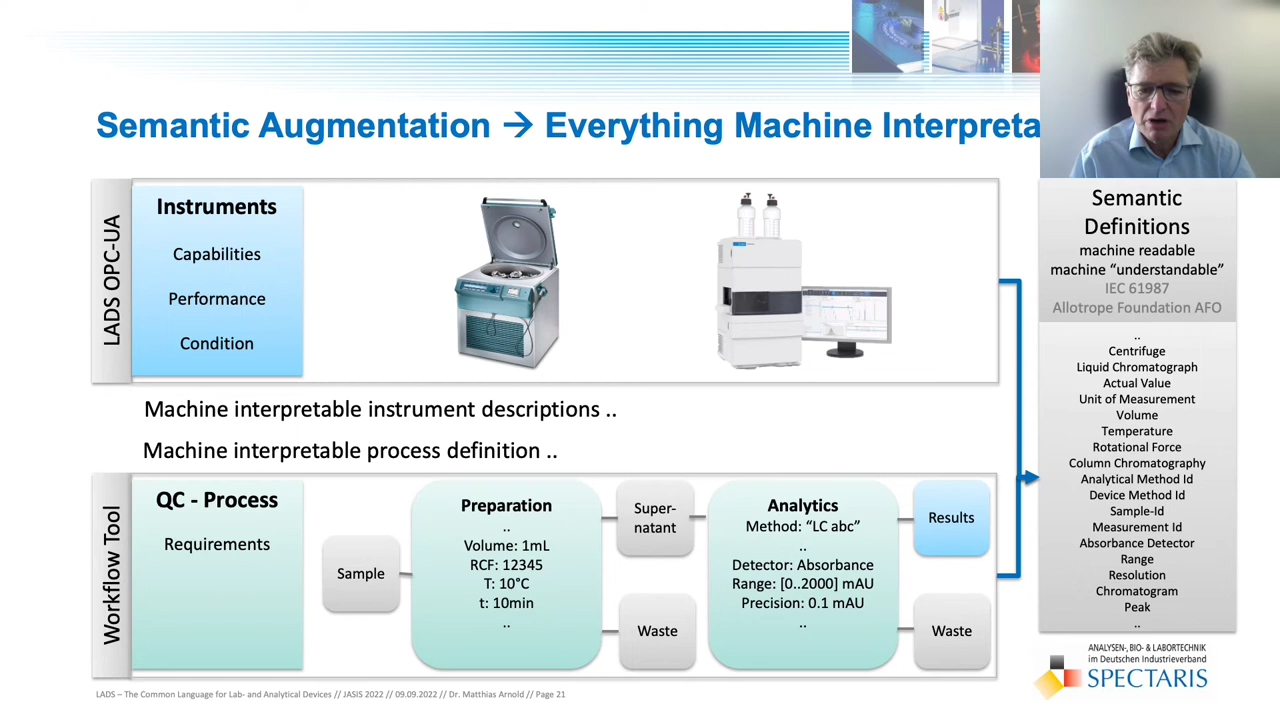 Semantic Augmentation → Everything Machine Interpreta
LADS OPC-UA
Instruments
Capabilities
Performance
Condition
Machine interpretable instrument descriptions ..
Machine interpretable process definition ..
Workflow Tool
QC - Process
Requirements
Sample
Preparation
..
Volume: 1mL
RCF: 12345
T: 10°C
t: 10min
..
Super-
natant
Waste
Analytics
Method: “LC abc”
..
Detector: Absorbance
Range: [0..2000] mAU
Precision: 0.1 mAU
..
Results
Waste
Semantic
Definitions
machine readable
machine “understandable”
IEC 61987
Allotrope Foundation AFO
..
Centrifuge
Liquid Chromatograph
Actual Value
Unit of Measurement
Volume
Temperature
Rotational Force
Column Chromatography
Analytical Method Id
Device Method Id
Sample-Id
Measurement Id
Absorbance Detector
Range
Resolution
Chromatogram
Peak
..
LADS – The Common Language for Lab- and Analytical Devices // JASIS 2022 // 09.09.2022 // Dr. Matthias Arnold // Page 21
ANALYSEN-, BIO- & LABORTECHNIK
im Deutschen Industrieverband
SPECTARIS